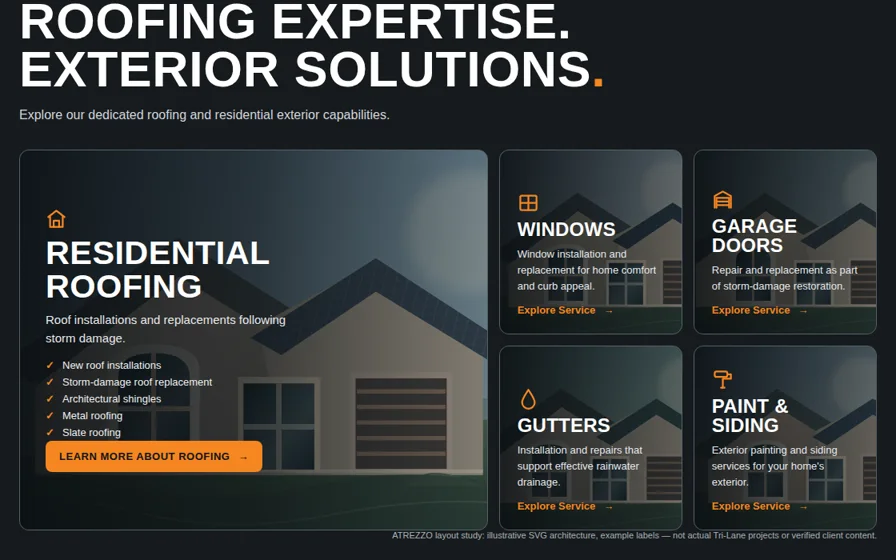 ROOFING EXPERTISE.
EXTERIOR SOLUTIONS.
Explore our dedicated roofing and residential exterior capabilities.
RESIDENTIAL
ROOFING
Roof installations and replacements following
storm damage.
✓ New roof installations
✓ Storm-damage roof replacement
✓ Architectural shingles
✓ Metal roofing
✓ Slate roofing
LEARN MORE ABOUT ROOFING →
WINDOWS
Window installation and
replacement for home comfort
and curb appeal.
Explore Service →
GARAGE
DOORS
Repair and replacement as part
of storm-damage restoration.
Explore Service →
GUTTERS
Installation and repairs that
support effective rainwater
drainage.
Explore Service →
PAINT &
SIDING
Exterior painting and siding
services for your home's
exterior.
Explore Service →
ATREZZO layout study: illustrative SVG architecture, example labels — not actual Tri-Lane projects or verified client content.